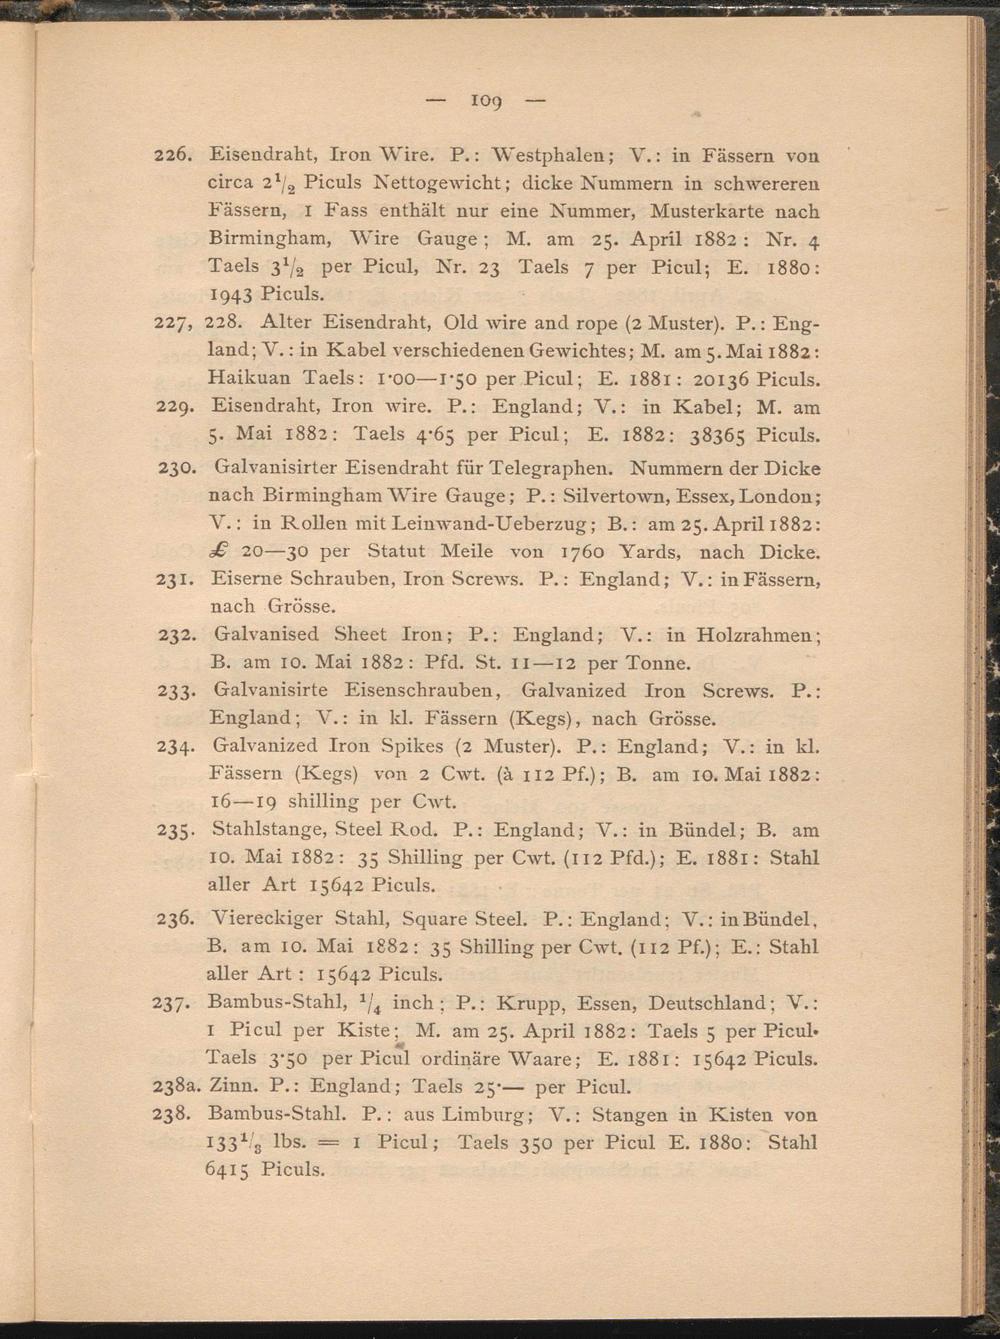 — 109 —
226. Eisendraht, Iron Wire. P.: Westphalen; V.: in Fässern von
circa 2¹/₂ Piculs Nettogewicht; dicke Nummern in schwereren
Fässern, 1 Fass enthält nur eine Nummer, Musterkarte nach
Birmingham, Wire Gauge; M. am 25. April 1882: Nr. 4
Taels 3¹/₂ per Picul, Nr. 23 Taels 7 per Picul; E. 1880:
1943 Piculs.
227, 228. Alter Eisendraht, Old wire and rope (2 Muster). P.: Eng-
land; V.: in Kabel verschiedenen Gewichtes; M. am 5. Mai 1882:
Haikuan Taels: 1·00—1·50 per Picul; E. 1881: 20136 Piculs.
229. Eisendraht, Iron wire. P.: England; V.: in Kabel; M. am
5. Mai 1882: Taels 4·65 per Picul; E. 1882: 38365 Piculs.
230. Galvanisirter Eisendraht für Telegraphen. Nummern der Dicke
nach Birmingham Wire Gauge; P.: Silvertown, Essex, London;
V.: in Rollen mit Leinwand-Ueberzug; B.: am 25. April 1882:
£ 20—30 per Statut Meile von 1760 Yards, nach Dicke.
231. Eiserne Schrauben, Iron Screws. P.: England; V.: in Fässern,
nach Grösse.
232. Galvanised Sheet Iron; P.: England; V.: in Holzrahmen;
B. am 10. Mai 1882: Pfd. St. 11—12 per Tonne.
233. Galvanisirte Eisenschrauben, Galvanized Iron Screws. P.:
England; V.: in kl. Fässern (Kegs), nach Grösse.
234. Galvanized Iron Spikes (2 Muster). P.: England; V.: in kl.
Fässern (Kegs) von 2 Cwt. (à 112 Pf.); B. am 10. Mai 1882:
16—19 shilling per Cwt.
235. Stahlstange, Steel Rod. P.: England; V.: in Bündel; B. am
10. Mai 1882: 35 Shilling per Cwt. (112 Pfd.); E. 1881: Stahl
aller Art 15642 Piculs.
236. Viereckiger Stahl, Square Steel. P.: England; V.: in Bündel,
B. am 10. Mai 1882: 35 Shilling per Cwt. (112 Pf.); E.: Stahl
aller Art: 15642 Piculs.
237. Bambus-Stahl, ¹/₄ inch; P.: Krupp, Essen, Deutschland; V.:
1 Picul per Kiste; M. am 25. April 1882: Taels 5 per Picul·
Taels 3·50 per Picul ordinäre Waare; E. 1881: 15642 Piculs.
238a. Zinn. P.: England; Taels 25·— per Picul.
238. Bambus-Stahl. P.: aus Limburg; V.: Stangen in Kisten von
133¹/₃ lbs. = 1 Picul; Taels 350 per Picul E. 1880: Stahl
6415 Piculs.